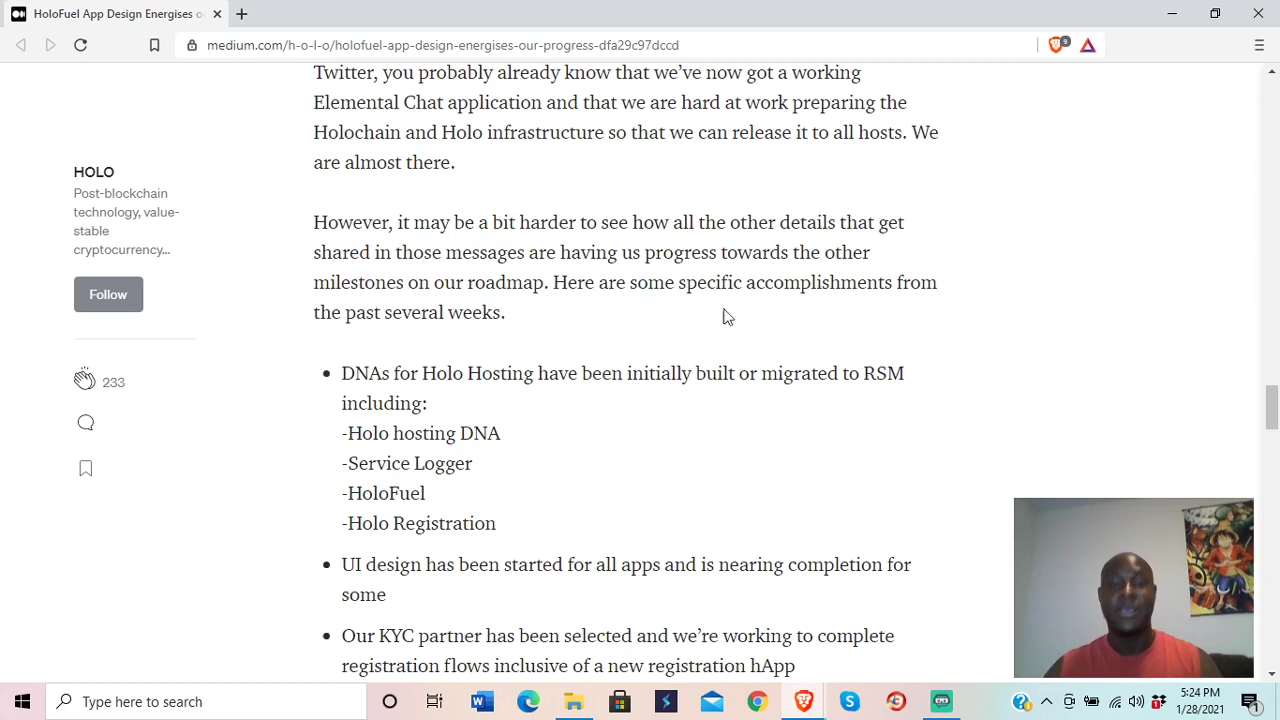 HoloFuel App Design Energises o
medium.com/h-o-l-o/holofuel-app-design-energises-our-progress-dfa29c97dccd
9
Twitter, you probably already know that we've now got a working
Elemental Chat application and that we are hard at work preparing the
Holochain and Holo infrastructure so that we can release it to all hosts. We
are almost there.
HOLO
Post-blockchain
technology, value-
stable
cryptocurrency...
Follow
233
However, it may be a bit harder to see how all the other details that get
shared in those messages are having us progress towards the other
milestones on our roadmap. Here are some specific accomplishments from
the past several weeks.
• DNAs for Holo Hosting have been initially built or migrated to RSM
including:
-Holo hosting DNA
-Service Logger
-HoloFuel
-Holo Registration
• UI design has been started for all apps and is nearing completion for
some
• Our KYC partner has been selected and we're working to complete
registration flows inclusive of a new registration hApp
Type here to search
5:24 PM
1/28/2021
1